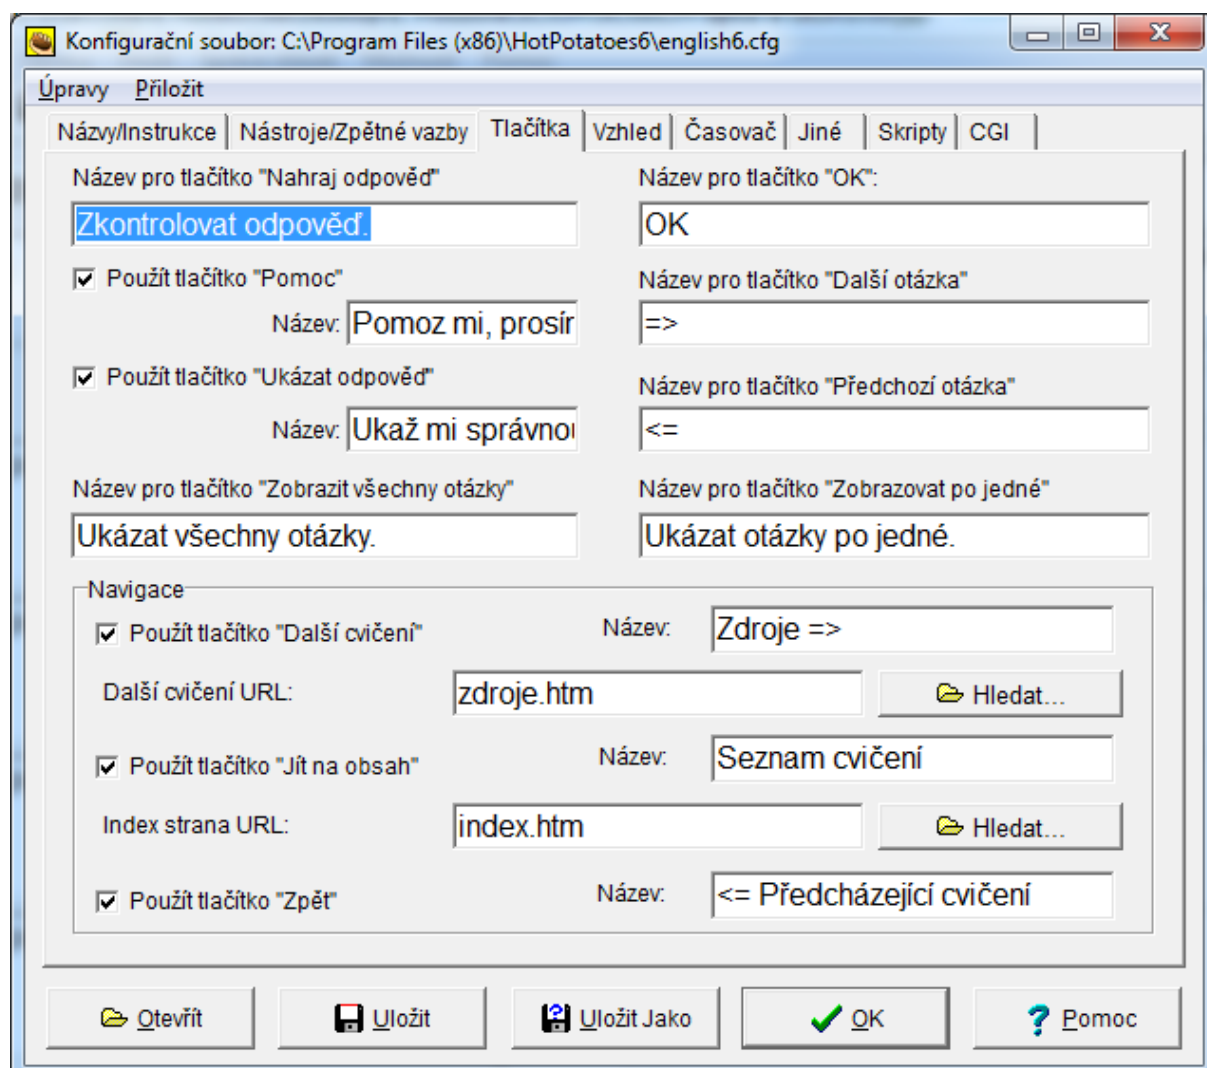 Konfigurační soubor: C:\Program Files (x86)\HotPotatoes6\english6.cfg
Úpravy Přiložit
Názvy/Instrukce Nástroje/Zpětné vazby Tlačítka Vzhled Časovač Jiné Skripty CGI
Název pro tlačítko "Nahraj odpověď" Název pro tlačítko "OK":
Zkontrolovat odpověď. OK
Použít tlačítko "Pomoc" Název pro tlačítko "Další otázka"
Název: Pomoz mi, prosír =>
Použít tlačítko "Ukázat odpověď" Název pro tlačítko "Předchozí otázka"
Název: Ukaž mi správnou <=
Název pro tlačítko "Zobrazit všechny otázky" Název pro tlačítko "Zobrazovat po jedné"
Ukázat všechny otázky. Ukázat otázky po jedné.
Navigace
Použít tlačítko "Další cvičení" Název: Zdroje =>
Další cvičení URL: zdroje.htm Hledat...
Použít tlačítko "Jít na obsah" Název: Seznam cvičení
Index strana URL: index.htm Hledat...
Použít tlačítko "Zpět" Název: <= Předcházející cvičení
Otevřít Uložit Uložit Jako OK Pomoc